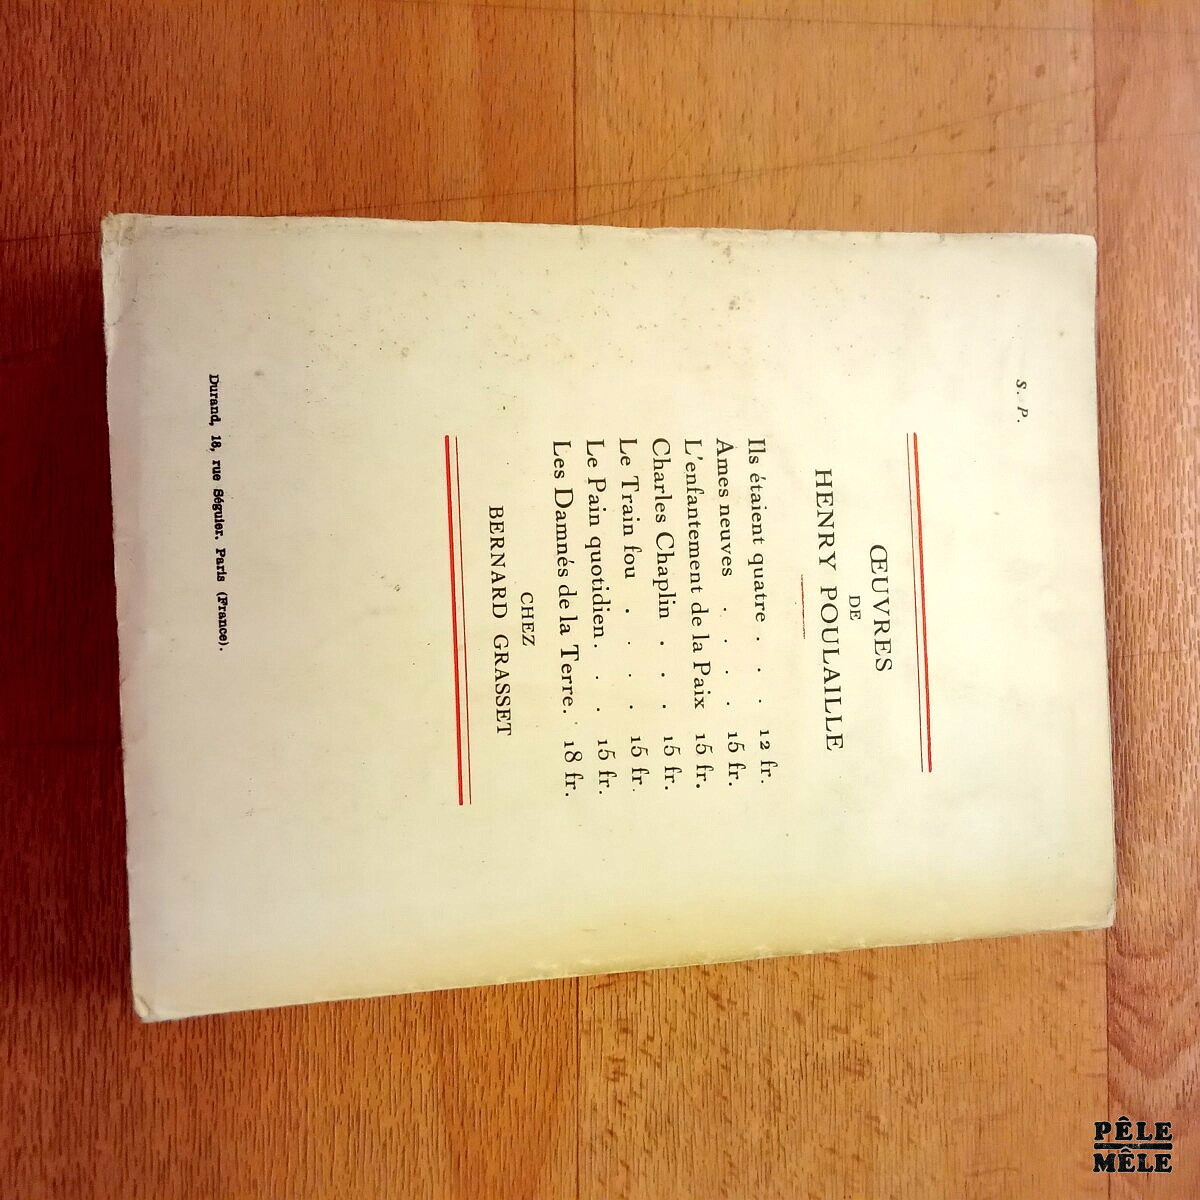 S. P.
ŒUVRES
DE
HENRY POULAILLE
Ils étaient quatre . . . 12 fr.
Ames neuves . . . . 15 fr.
L'enfantement de la Paix 15 fr.
Charles Chaplin . . . 15 fr.
Le Train fou . . . . 15 fr.
Le Pain quotidien. . . 15 fr.
Les Damnés de la Terre. . 18 fr.
CHEZ
BERNARD GRASSET
Durand, 18, rue Séguier. Paris (France).
PÊLE
MÊLE